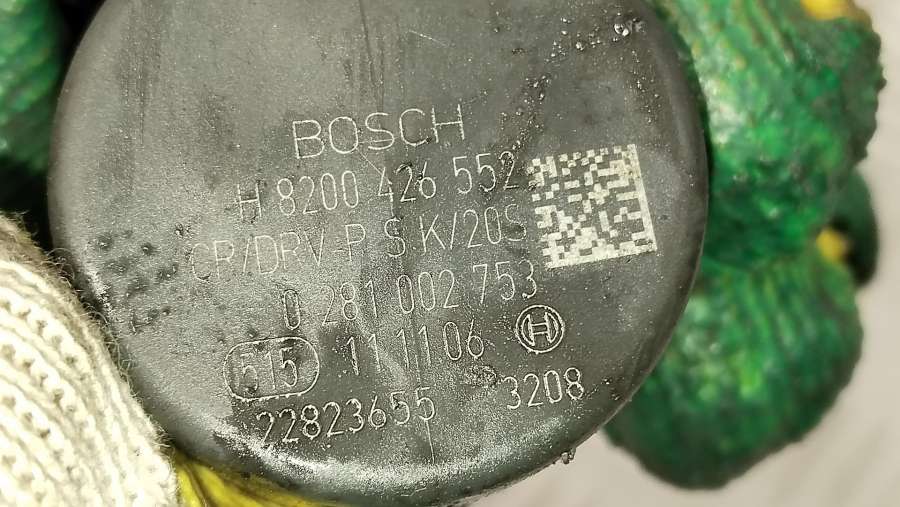 BOSCH
H 8200 426 552
CR/DRV-P S K/20S
0 281 002 753
515 11 11 06 H
22823655 3208